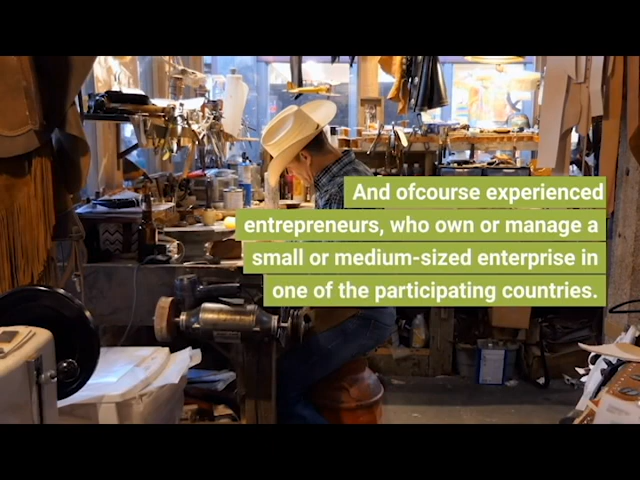 And ofcourse experienced
entrepreneurs, who own or manage a
small or medium-sized enterprise in
one of the participating countries.